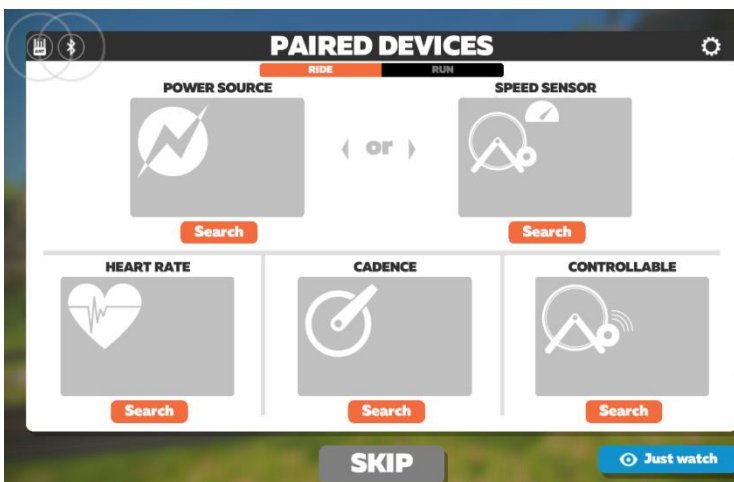 ANT
PAIRED DEVICES
RIDE RUN
POWER SOURCE
SPEED SENSOR
or
Search
Search
HEART RATE
CADENCE
CONTROLLABLE
Search
Search
Search
SKIP
Just watch